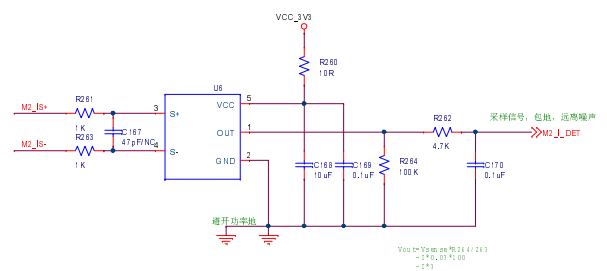 VCC_3V3
R260
10R
U6
M2_IS+
R261
1K
3
S+
VCC
5
C167
47pF/NC
OUT
1
R262
4.7K
采样信号，包地，远离噪声
M2_I_DET
M2_IS-
R263
1K
4
S-
GND
2
C168
10uF
C169
0.1uF
R264
100K
C170
0.1uF
避开功率地